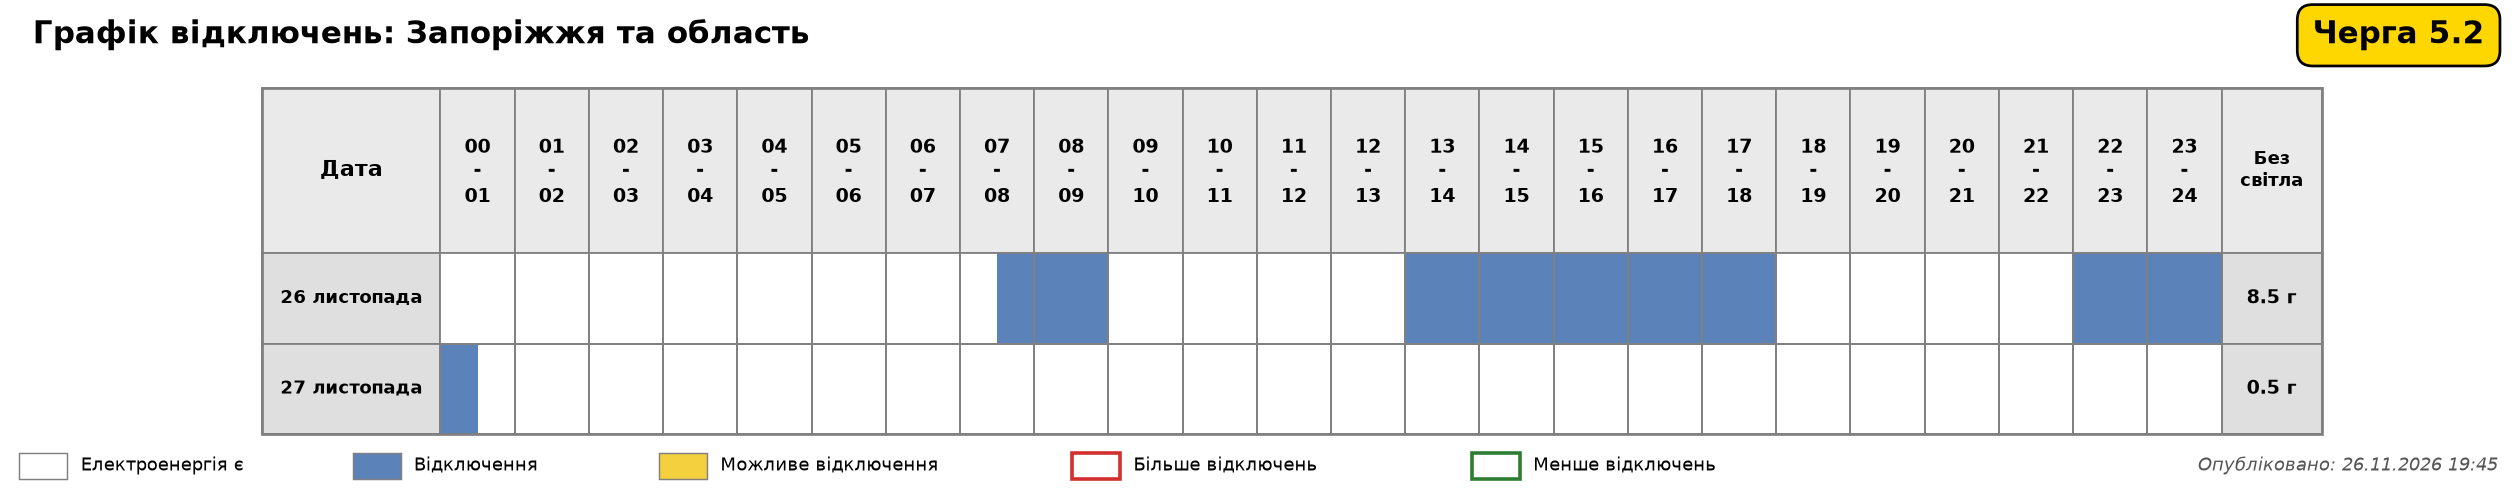 Графік відключень: Запоріжжя та область
Черга 5.2
Дата
00 - 01
01 - 02
02 - 03
03 - 04
04 - 05
05 - 06
06 - 07
07 - 08
08 - 09
09 - 10
10 - 11
11 - 12
12 - 13
13 - 14
14 - 15
15 - 16
16 - 17
17 - 18
18 - 19
19 - 20
20 - 21
21 - 22
22 - 23
23 - 24
Без
світла
26 листопада
8.5 г
27 листопада
0.5 г
Електроенергія є
Відключення
Можливе відключення
Більше відключень
Менше відключень
Опубліковано: 26.11.2026 19:45